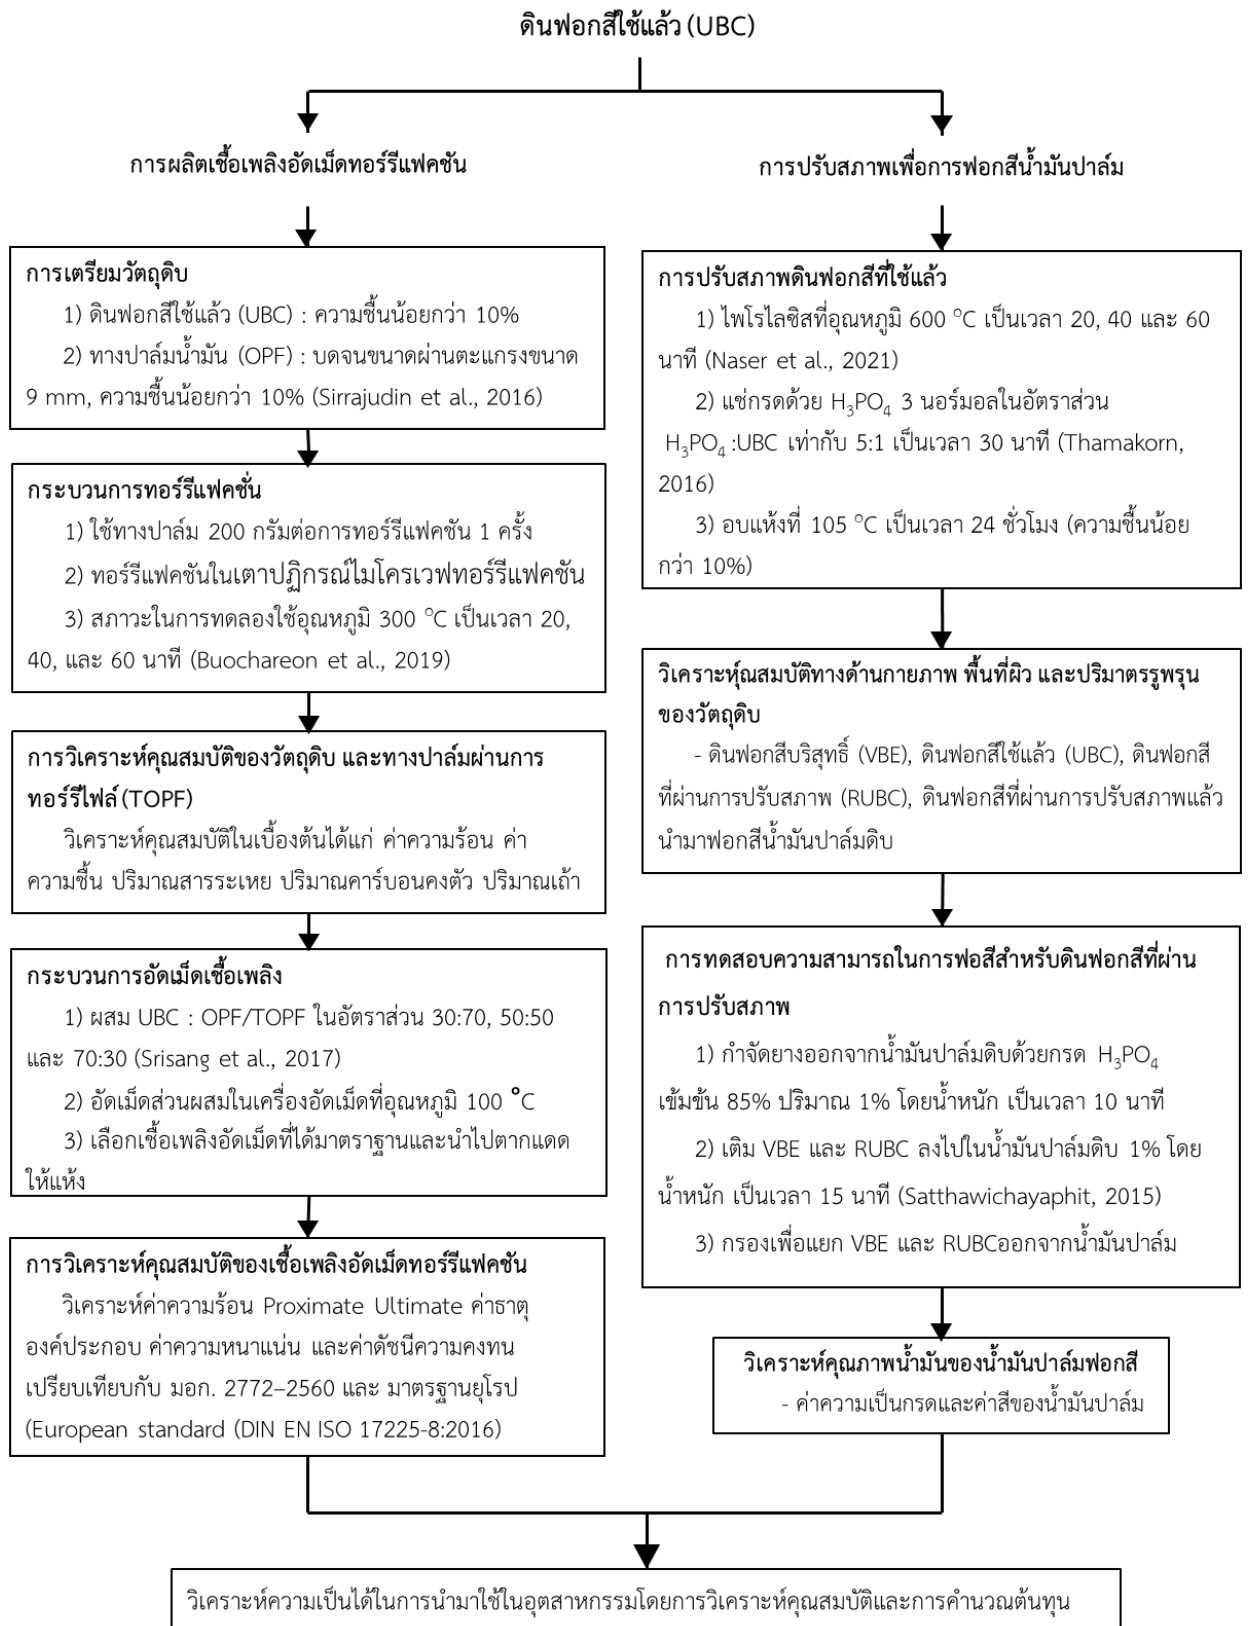 ดินฟอกสีใช้แล้ว (UBC)
การผลิตเชื้อเพลิงอัดเม็ดทอร์รีแฟคชัน
การเตรียมวัตถุดิบ
1) ดินฟอกสีใช้แล้ว (UBC) : ความชื้นน้อยกว่า 10%
2) ทางปาล์มน้ำมัน (OPF) : บดจนขนาดผ่านตะแกรงขนาด
9 mm, ความชื้นน้อยกว่า 10% (Sirrajudin et al., 2016)
กระบวนการทอร์รีแฟคชั่น
1) ใช้ทางปาล์ม 200 กรัมต่อการทอร์รีแฟคชัน 1 ครั้ง
2) ทอร์รีแฟคชันในเตาปฏิกรณ์ไมโครเวฟทอร์รีแฟคชัน
3) สภาวะในการทดลองใช้อุณหภูมิ 300 °C เป็นเวลา 20,
40, และ 60 นาที (Buochareon et al., 2019)
การวิเคราะห์คุณสมบัติของวัตถุดิบ และทางปาล์มผ่านการ
ทอร์รีไฟล์ (TOPF)
วิเคราะห์คุณสมบัติในเบื้องต้นได้แก่ ค่าความร้อน ค่า
ความชื้น ปริมาณสารระเหย ปริมาณคาร์บอนคงตัว ปริมาณเถ้า
กระบวนการอัดเม็ดเชื้อเพลิง
1) ผสม UBC : OPF/TOPF ในอัตราส่วน 30:70, 50:50
และ 70:30 (Srisang et al., 2017)
2) อัดเม็ดส่วนผสมในเครื่องอัดเม็ดที่อุณหภูมิ 100 °C
3) เลือกเชื้อเพลิงอัดเม็ดที่ได้มาตราฐานและนำไปตากแดด
ให้แห้ง
การวิเคราะห์คุณสมบัติของเชื้อเพลิงอัดเม็ดทอร์รีแฟคชัน
วิเคราะห์ค่าความร้อน Proximate Ultimate ค่าธาตุ
องค์ประกอบ ค่าความหนาแน่น และค่าดัชนีความคงทน
เปรียบเทียบกับ มอก. 2772–2560 และ มาตรฐานยุโรป
(European standard (DIN EN ISO 17225-8:2016)
การปรับสภาพเพื่อการฟอกสีน้ำมันปาล์ม
การปรับสภาพดินฟอกสีที่ใช้แล้ว
1) ไพโรไลซิสที่อุณหภูมิ 600 °C เป็นเวลา 20, 40 และ 60
นาที (Naser et al., 2021)
2) แช่กรดด้วย H₃PO₄ 3 นอร์มอลในอัตราส่วน
H₃PO₄ :UBC เท่ากับ 5:1 เป็นเวลา 30 นาที (Thamakorn,
2016)
3) อบแห้งที่ 105 °C เป็นเวลา 24 ชั่วโมง (ความชื้นน้อย
กว่า 10%)
วิเคราะห์ุณสมบัติทางด้านกายภาพ พื้นที่ผิว และปริมาตรรูพรุน
ของวัตถุดิบ
- ดินฟอกสีบริสุทธิ์ (VBE), ดินฟอกสีใช้แล้ว (UBC), ดินฟอกสี
ที่ผ่านการปรับสภาพ (RUBC), ดินฟอกสีที่ผ่านการปรับสภาพแล้ว
นำมาฟอกสีน้ำมันปาล์มดิบ
การทดสอบความสามารถในการฟอสีสำหรับดินฟอกสีที่ผ่าน
การปรับสภาพ
1) กำจัดยางออกจากน้ำมันปาล์มดิบด้วยกรด H₃PO₄
เข้มข้น 85% ปริมาณ 1% โดยน้ำหนัก เป็นเวลา 10 นาที
2) เติม VBE และ RUBC ลงไปในน้ำมันปาล์มดิบ 1% โดย
น้ำหนัก เป็นเวลา 15 นาที (Satthawichayaphit, 2015)
3) กรองเพื่อแยก VBE และ RUBCออกจากน้ำมันปาล์ม
วิเคราะห์คุณภาพน้ำมันของน้ำมันปาล์มฟอกสี
- ค่าความเป็นกรดและค่าสีของน้ำมันปาล์ม
วิเคราะห์ความเป็นได้ในการนำมาใช้ในอุตสาหกรรมโดยการวิเคราะห์คุณสมบัติและการคำนวณต้นทุน